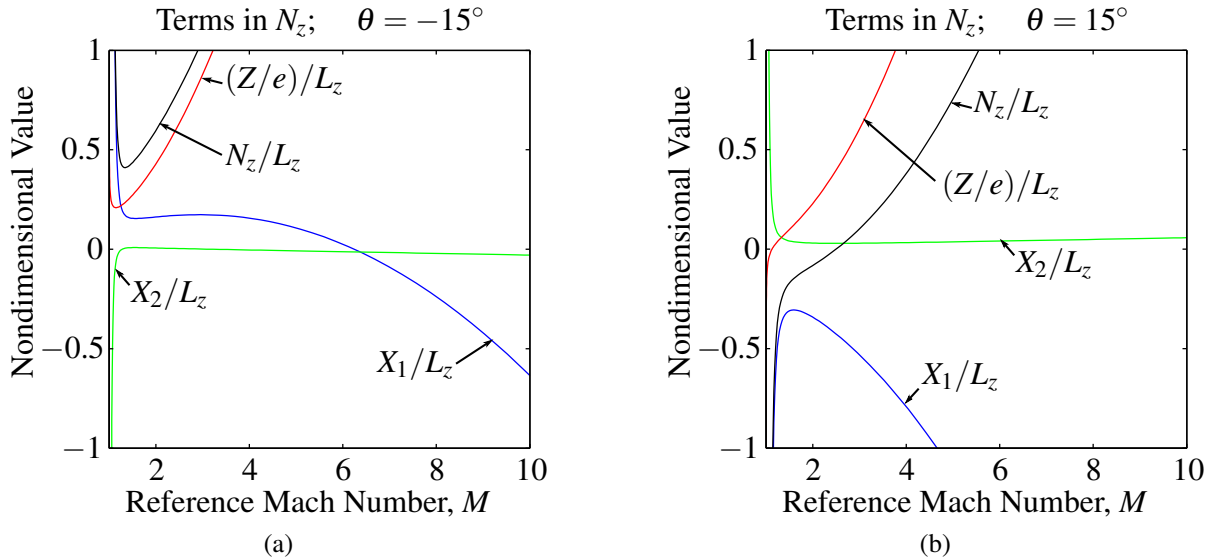 Terms in N_z; θ = −15°
1
0.5
0
−0.5
−1
Nondimensional Value
(Z/e)/L_z
N_z/L_z
X_2/L_z
X_1/L_z
2 4 6 8 10
Reference Mach Number, M
(a)
Terms in N_z; θ = 15°
1
0.5
0
−0.5
−1
Nondimensional Value
N_z/L_z
(Z/e)/L_z
X_2/L_z
X_1/L_z
2 4 6 8 10
Reference Mach Number, M
(b)